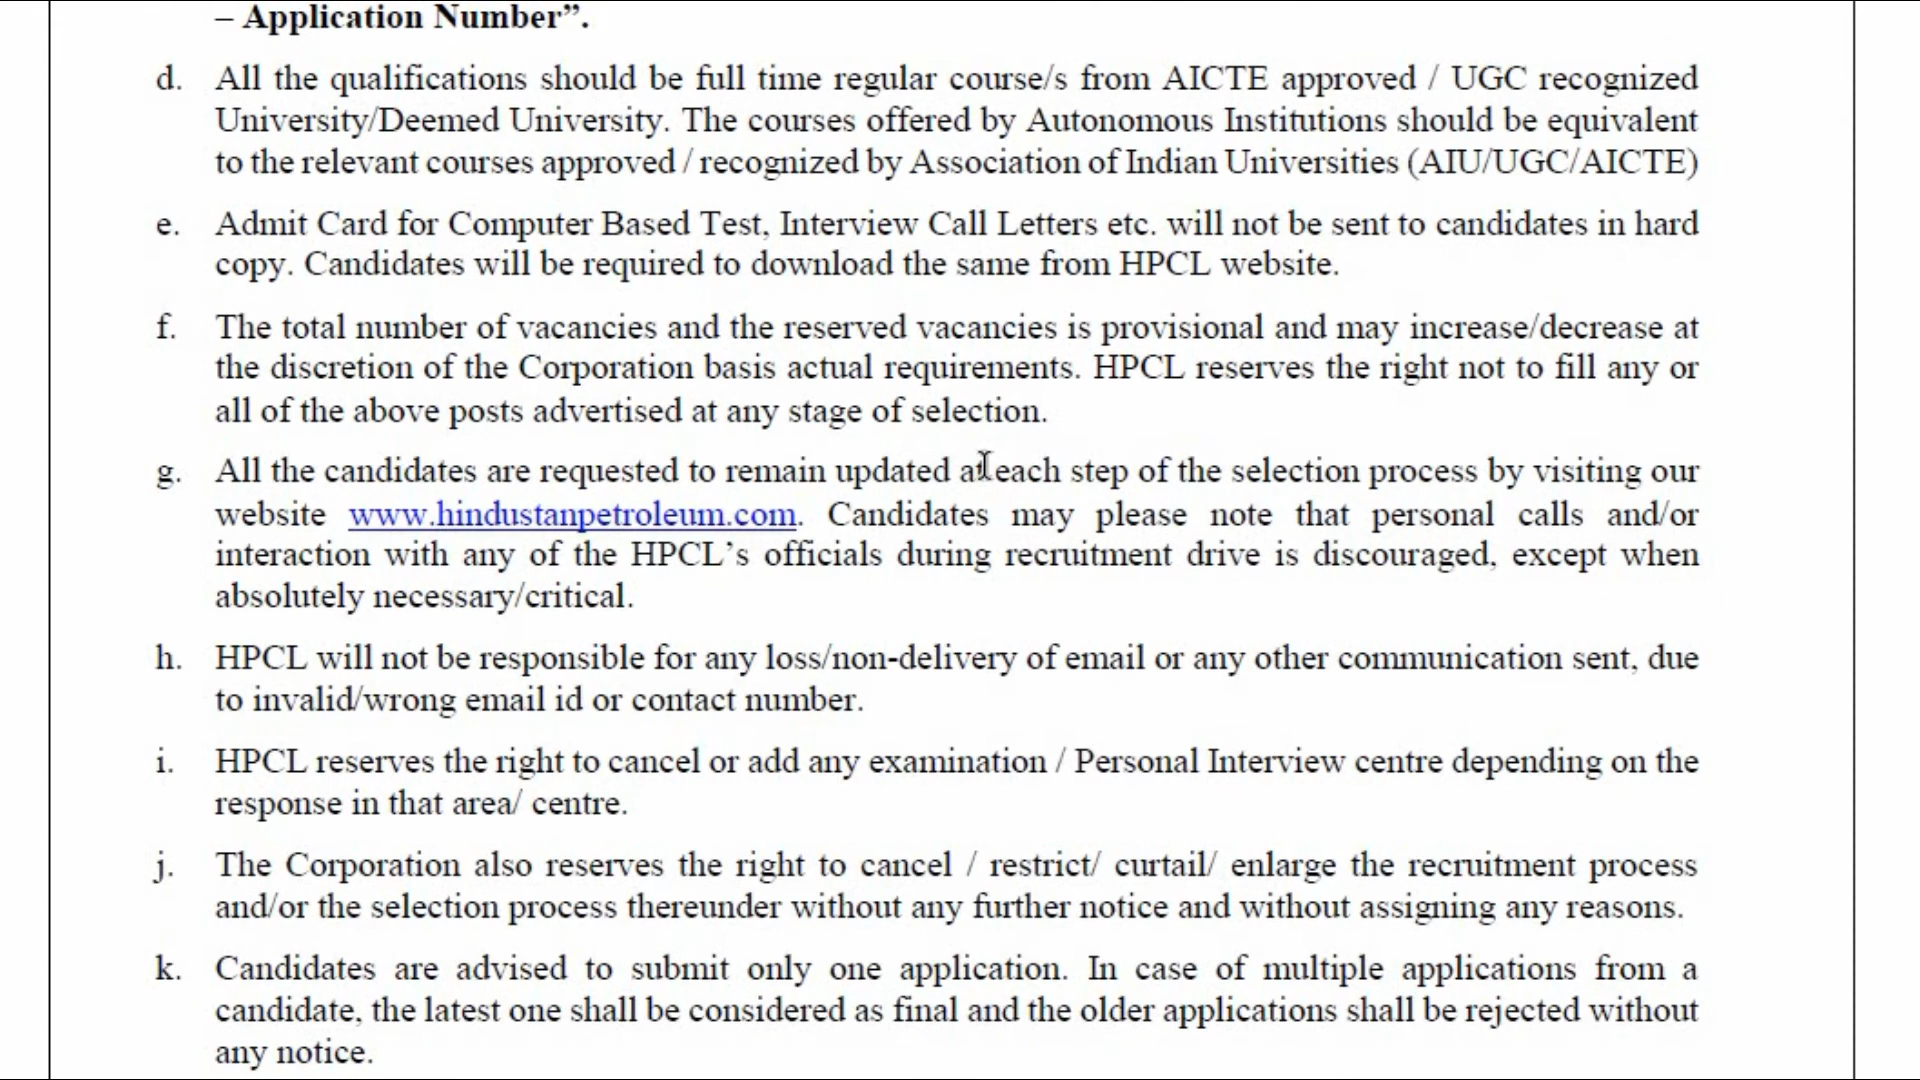 – Application Number”.
d. All the qualifications should be full time regular course/s from AICTE approved / UGC recognized
University/Deemed University. The courses offered by Autonomous Institutions should be equivalent
to the relevant courses approved / recognized by Association of Indian Universities (AIU/UGC/AICTE)
e. Admit Card for Computer Based Test, Interview Call Letters etc. will not be sent to candidates in hard
copy. Candidates will be required to download the same from HPCL website.
f. The total number of vacancies and the reserved vacancies is provisional and may increase/decrease at
the discretion of the Corporation basis actual requirements. HPCL reserves the right not to fill any or
all of the above posts advertised at any stage of selection.
g. All the candidates are requested to remain updated at each step of the selection process by visiting our
website www.hindustanpetroleum.com. Candidates may please note that personal calls and/or
interaction with any of the HPCL’s officials during recruitment drive is discouraged, except when
absolutely necessary/critical.
h. HPCL will not be responsible for any loss/non-delivery of email or any other communication sent, due
to invalid/wrong email id or contact number.
i. HPCL reserves the right to cancel or add any examination / Personal Interview centre depending on the
response in that area/ centre.
j. The Corporation also reserves the right to cancel / restrict/ curtail/ enlarge the recruitment process
and/or the selection process thereunder without any further notice and without assigning any reasons.
k. Candidates are advised to submit only one application. In case of multiple applications from a
candidate, the latest one shall be considered as final and the older applications shall be rejected without
any notice.